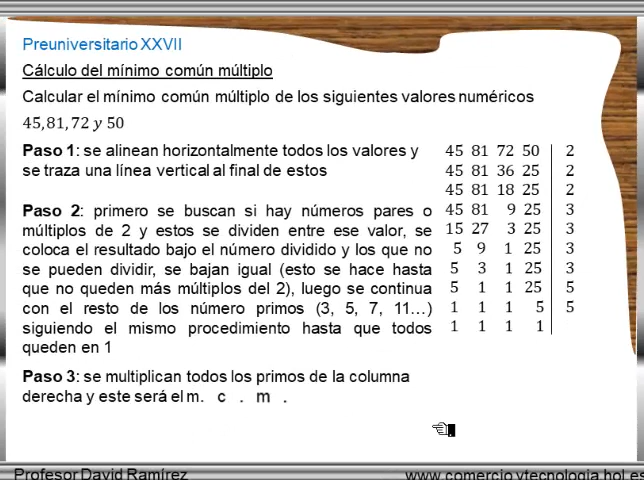 Preuniversitario XXVII
Cálculo del mínimo común múltiplo
Calcular el mínimo común múltiplo de los siguientes valores numéricos
45,81,72 y 50
Paso 1: se alinean horizontalmente todos los valores y
se traza una línea vertical al final de estos
Paso 2: primero se buscan si hay números pares o
múltiplos de 2 y estos se dividen entre ese valor, se
coloca el resultado bajo el número dividido y los que no
se pueden dividir, se bajan igual (esto se hace hasta
que no queden más múltiplos del 2), luego se continua
con el resto de los número primos (3, 5, 7, 11...)
siguiendo el mismo procedimiento hasta que todos
queden en 1
Paso 3: se multiplican todos los primos de la columna
derecha y este será el m. c . m .
45 81 72 50 2
45 81 36 25 2
45 81 18 25 2
45 81 9 25 3
15 27 3 25 3
5 9 1 25 3
5 3 1 25 3
5 1 1 25 5
1 1 1 5 5
1 1 1 1
Profesor David Ramírez
www.comercioytecnologia.hol.es